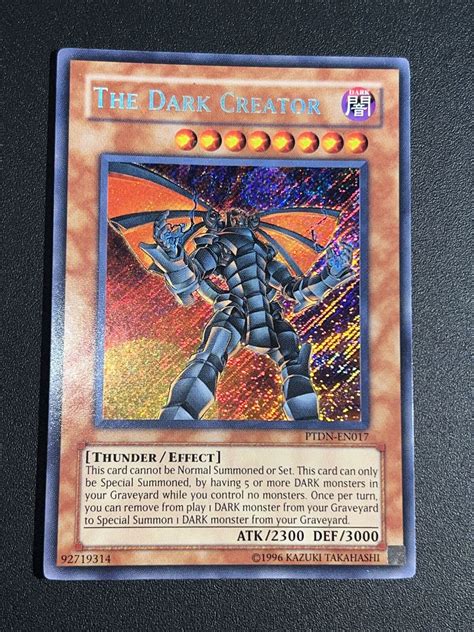 THE DARK CREATOR
DARK
闇
PTDN-EN017
[THUNDER / EFFECT]
This card cannot be Normal Summoned or Set. This card can only
be Special Summoned, by having 5 or more DARK monsters in
your Graveyard while you control no monsters. Once per turn,
you can remove from play 1 DARK monster from your Graveyard
to Special Summon 1 DARK monster from your Graveyard.
ATK/2300 DEF/3000
92719314
©1996 KAZUKI TAKAHASHI